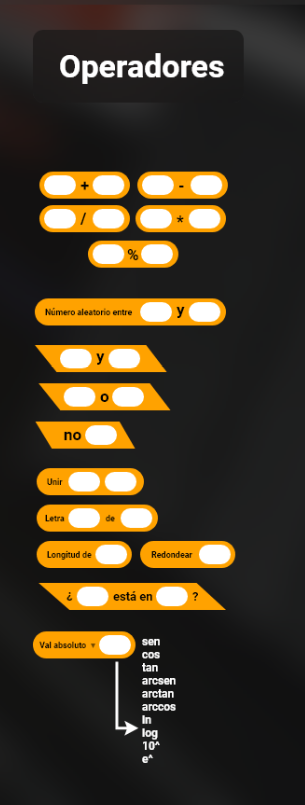 Operadores
+ -
/ *
%
Número aleatorio entre y
y
o
no
Unir
Letra de
Longitud de Redondear
¿ está en ?
Val absoluto ▾
sen
cos
tan
arcsen
arctan
arccos
ln
log
10^
e^